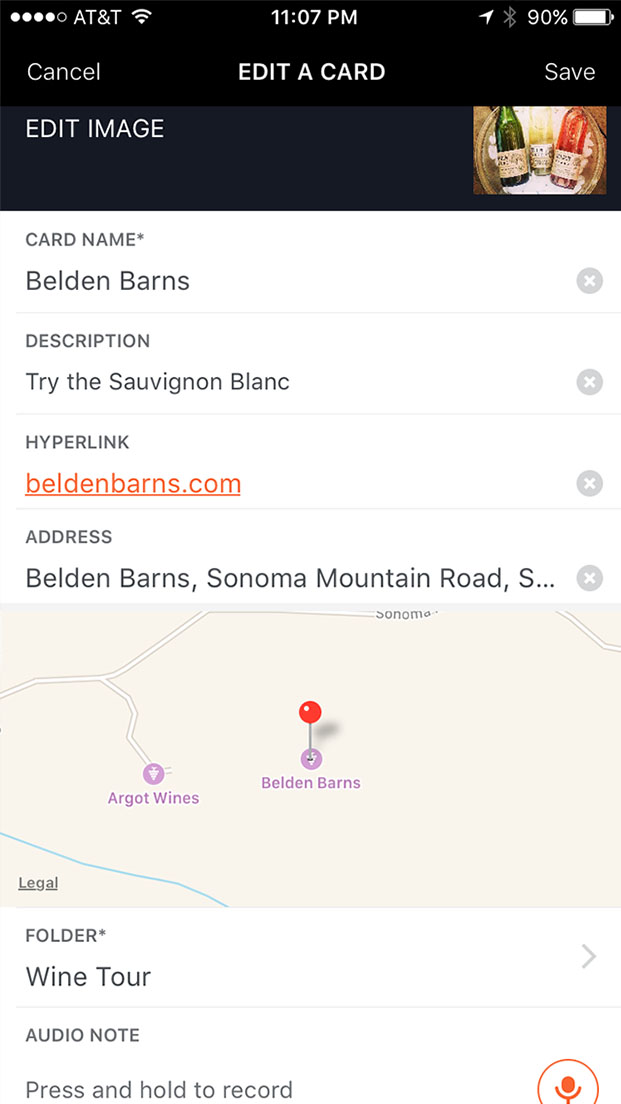 AT&T 11:07 PM 90%
Cancel EDIT A CARD Save
EDIT IMAGE
CARD NAME*
Belden Barns
DESCRIPTION
Try the Sauvignon Blanc
HYPERLINK
beldenbarns.com
ADDRESS
Belden Barns, Sonoma Mountain Road, S...
Sonoma
Belden Barns
Argot Wines
Legal
FOLDER*
Wine Tour
AUDIO NOTE
Press and hold to record